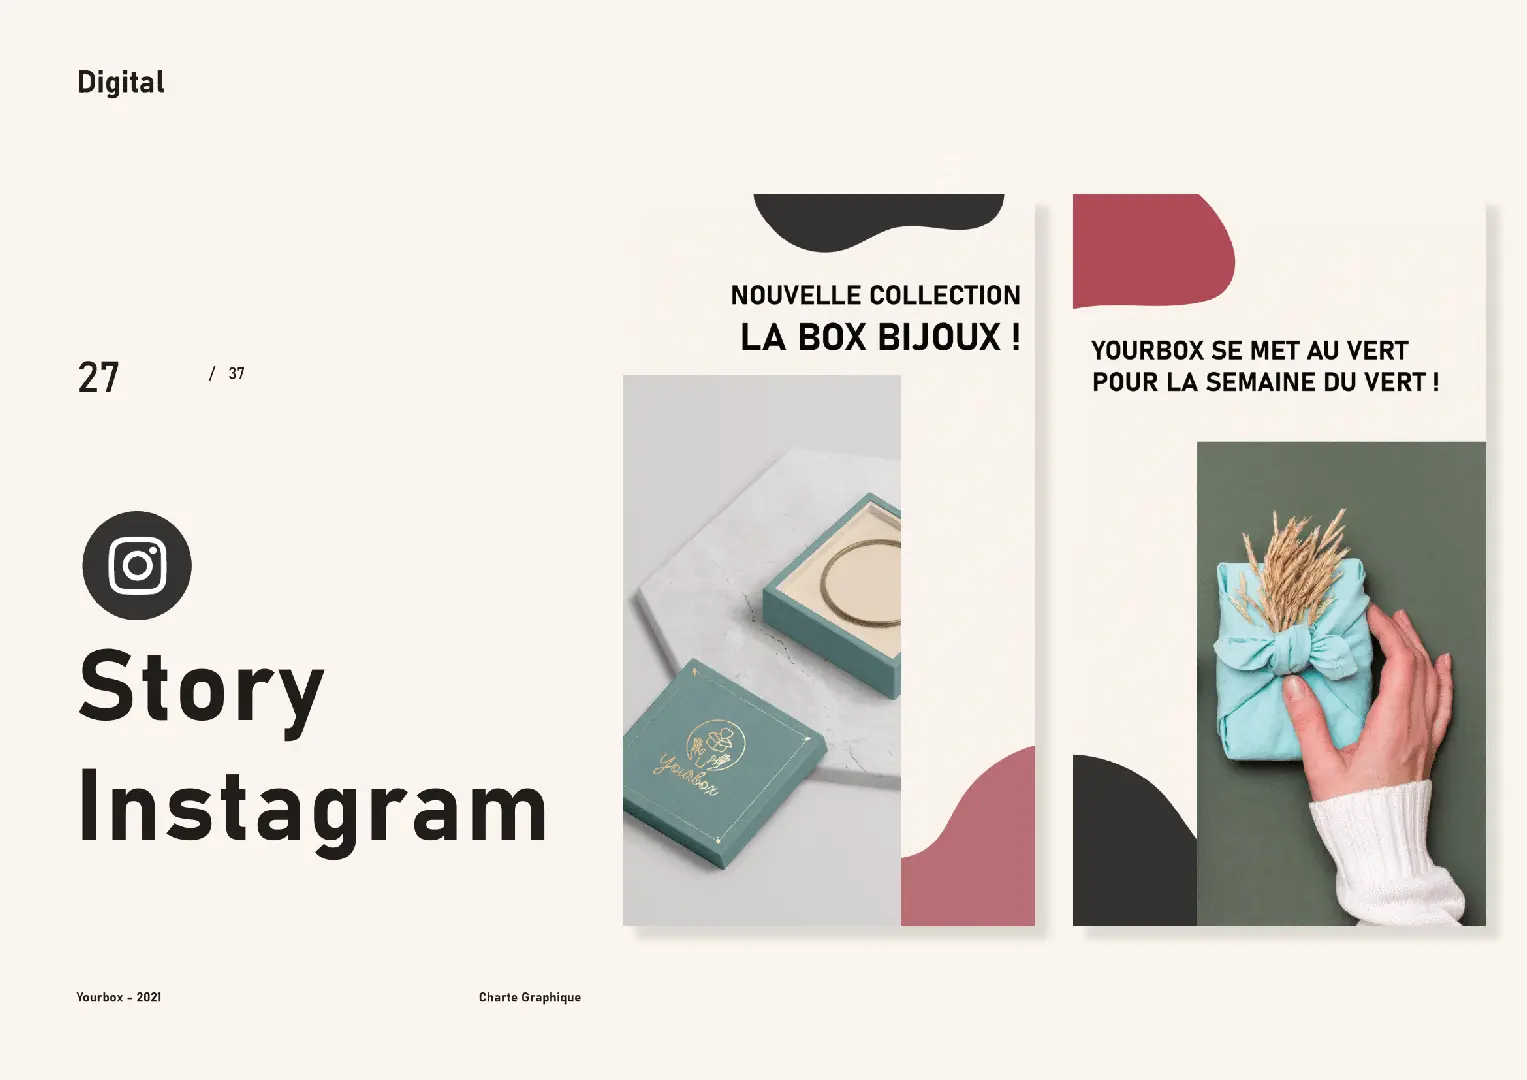 Digital
27 / 37
Story
Instagram
NOUVELLE COLLECTION
LA BOX BIJOUX !
yourbox
YOURBOX SE MET AU VERT
POUR LA SEMAINE DU VERT !
Yourbox - 2021
Charte Graphique